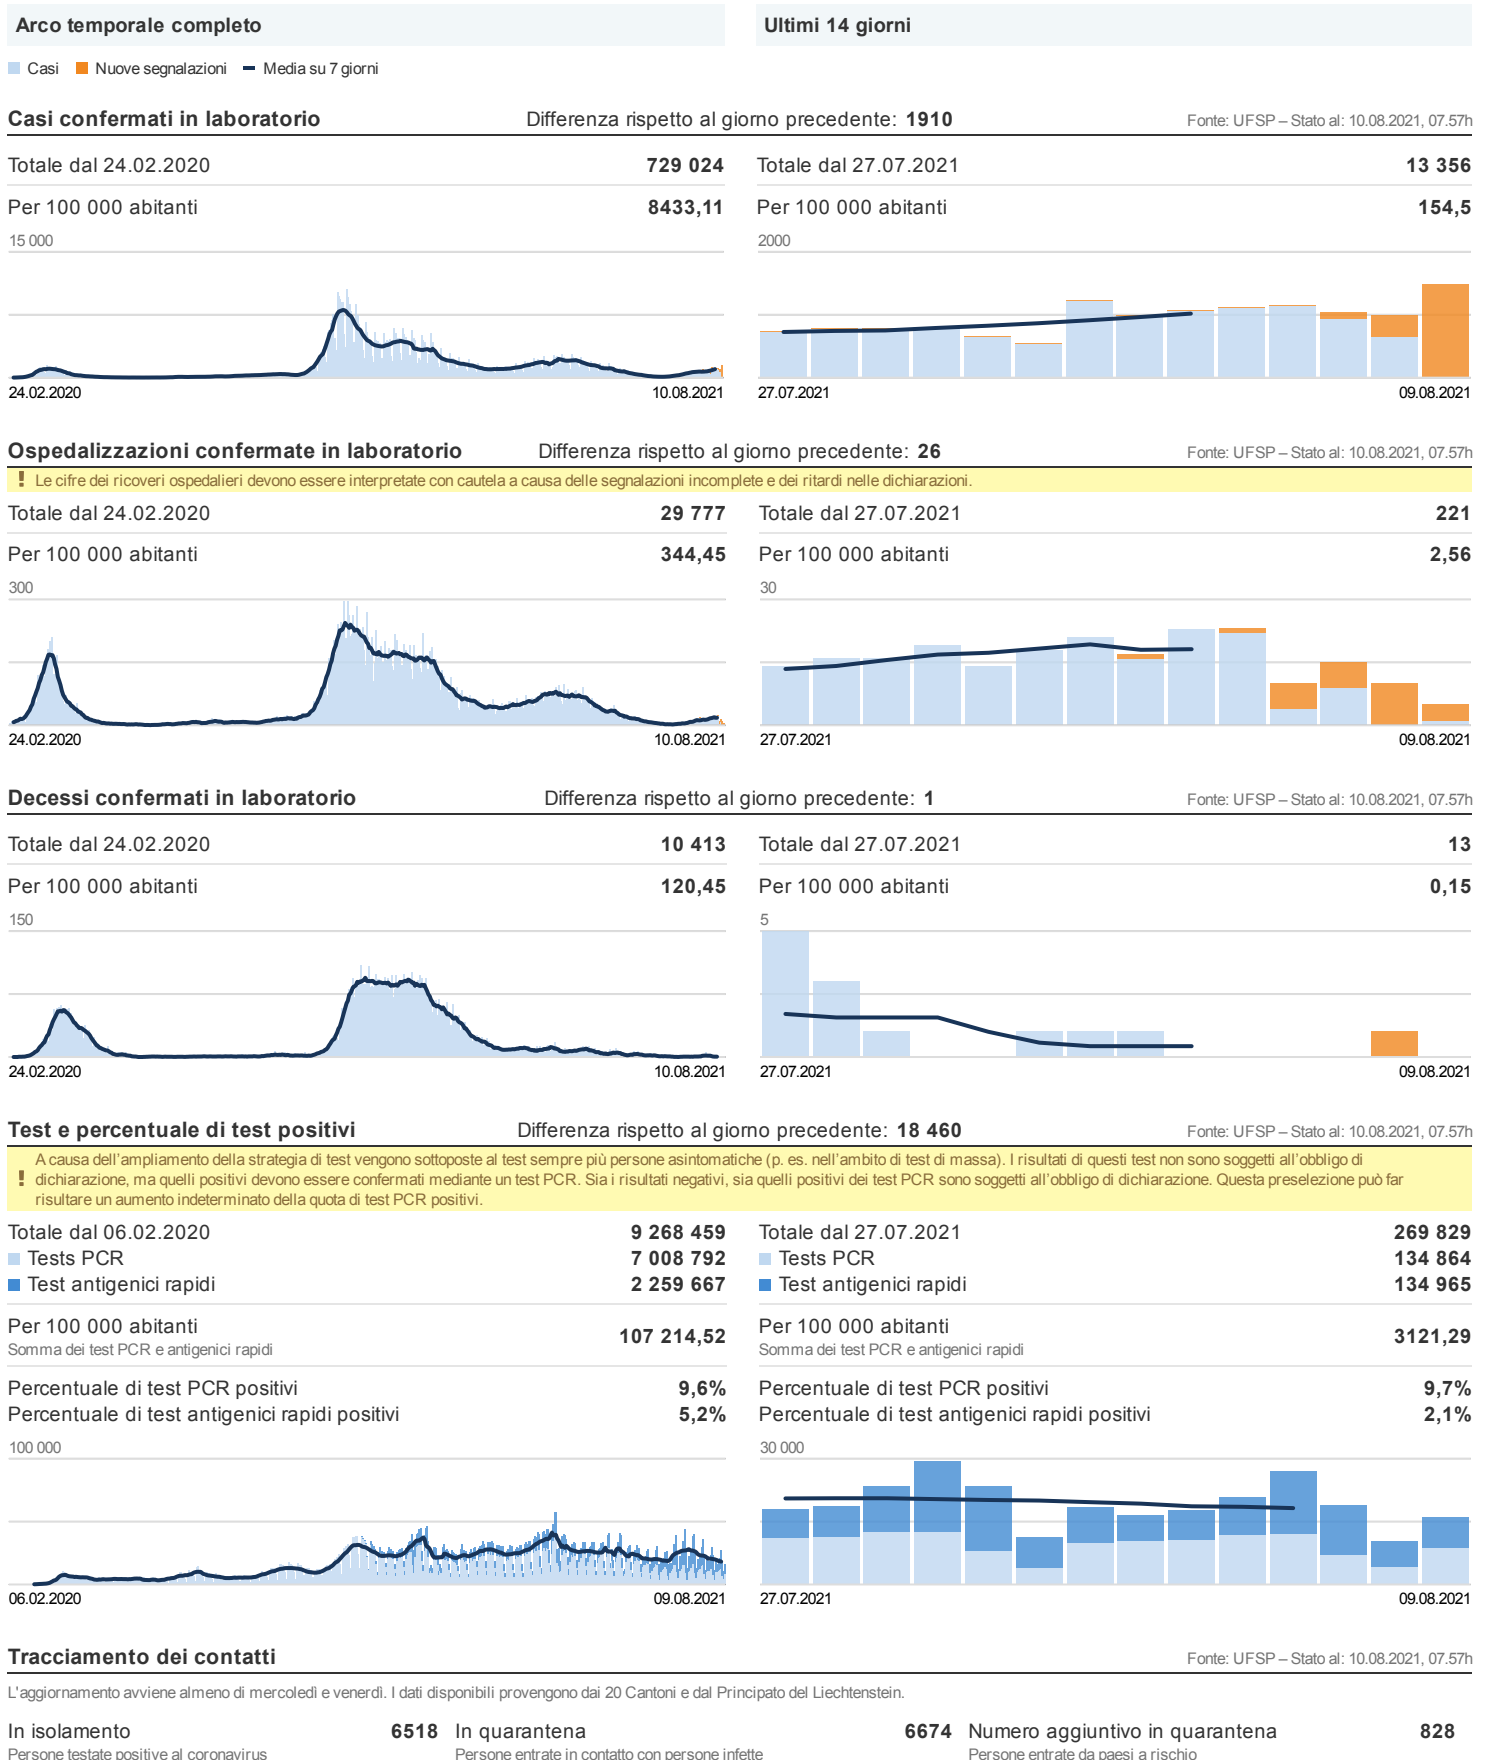 Arco temporale completo
Ultimi 14 giorni
Casi Nuove segnalazioni Media su 7 giorni
Casi confermati in laboratorio Differenza rispetto al giorno precedente: 1910 Fonte: UFSP – Stato al: 10.08.2021, 07.57h
Totale dal 24.02.2020 729 024
Per 100 000 abitanti 8433,11
15 000
24.02.2020 10.08.2021
Totale dal 27.07.2021 13 356
Per 100 000 abitanti 154,5
2000
27.07.2021 09.08.2021
Ospedalizzazioni confermate in laboratorio Differenza rispetto al giorno precedente: 26 Fonte: UFSP – Stato al: 10.08.2021, 07.57h
! Le cifre dei ricoveri ospedalieri devono essere interpretate con cautela a causa delle segnalazioni incomplete e dei ritardi nelle dichiarazioni.
Totale dal 24.02.2020 29 777
Per 100 000 abitanti 344,45
300
24.02.2020 10.08.2021
Totale dal 27.07.2021 221
Per 100 000 abitanti 2,56
30
27.07.2021 09.08.2021
Decessi confermati in laboratorio Differenza rispetto al giorno precedente: 1 Fonte: UFSP – Stato al: 10.08.2021, 07.57h
Totale dal 24.02.2020 10 413
Per 100 000 abitanti 120,45
150
24.02.2020 10.08.2021
Totale dal 27.07.2021 13
Per 100 000 abitanti 0,15
5
27.07.2021 09.08.2021
Test e percentuale di test positivi Differenza rispetto al giorno precedente: 18 460 Fonte: UFSP – Stato al: 10.08.2021, 07.57h
A causa dell'ampliamento della strategia di test vengono sottoposte al test sempre più persone asintomatiche (p. es. nell'ambito di test di massa). I risultati di questi test non sono soggetti all'obbligo di
! dichiarazione, ma quelli positivi devono essere confermati mediante un test PCR. Sia i risultati negativi, sia quelli positivi dei test PCR sono soggetti all'obbligo di dichiarazione. Questa preselezione può far
risultare un aumento indeterminato della quota di test PCR positivi.
Totale dal 06.02.2020 9 268 459
Tests PCR 7 008 792
Test antigenici rapidi 2 259 667
Per 100 000 abitanti 107 214,52
Somma dei test PCR e antigenici rapidi
Percentuale di test PCR positivi 9,6%
Percentuale di test antigenici rapidi positivi 5,2%
100 000
06.02.2020 09.08.2021
Totale dal 27.07.2021 269 829
Tests PCR 134 864
Test antigenici rapidi 134 965
Per 100 000 abitanti 3121,29
Somma dei test PCR e antigenici rapidi
Percentuale di test PCR positivi 9,7%
Percentuale di test antigenici rapidi positivi 2,1%
30 000
27.07.2021 09.08.2021
Tracciamento dei contatti Fonte: UFSP – Stato al: 10.08.2021, 07.57h
L'aggiornamento avviene almeno di mercoledì e venerdì. I dati disponibili provengono dai 20 Cantoni e dal Principato del Liechtenstein.
In isolamento 6518 In quarantena 6674 Numero aggiuntivo in quarantena 828
Persone testate positive al coronavirus Persone entrate in contatto con persone infette Persone entrate da paesi a rischio